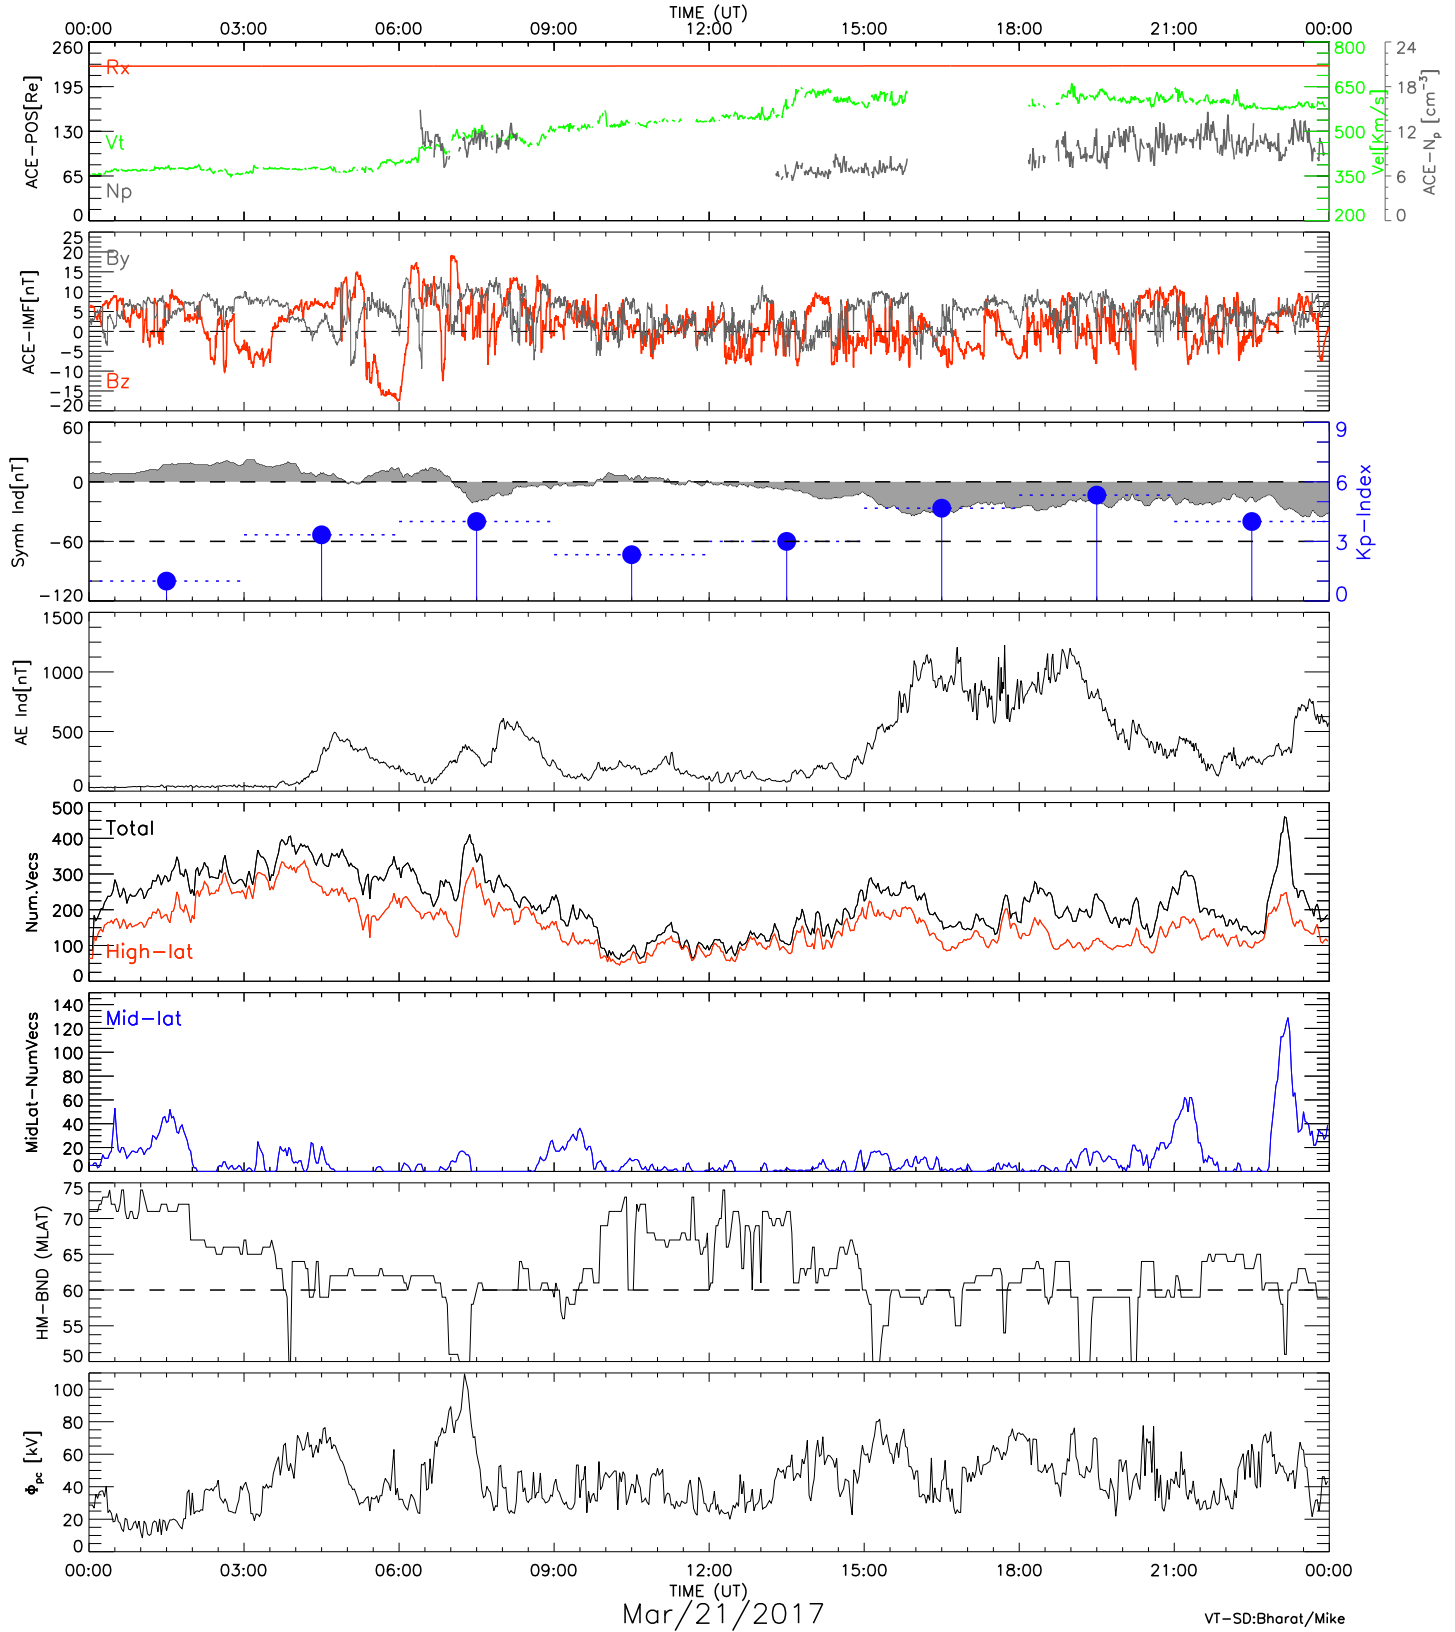 TIME (UT)
00:00 03:00 06:00 09:00 12:00 15:00 18:00 21:00 00:00
260 195 130 65 0
ACE-POS[Re]
Rx
Vt
Np
800 650 500 350 200
Vel[Km/s]
24 18 12 6 0
ACE-Np [cm-3]
25 20 15 10 5 0 -5 -10 -15 -20
ACE-IMF[nT]
By
Bz
60 0 -60 -120
Symh Ind[nT]
9 6 3 0
Kp-Index
1500 1000 500 0
AE Ind[nT]
500 400 300 200 100 0
Num.Vecs
Total
High-lat
140 120 100 80 60 40 20 0
MidLat-NumVecs
Mid-lat
75 70 65 60 55 50
HM-BND (MLAT)
100 80 60 40 20 0
Φpc [kV]
00:00 03:00 06:00 09:00 12:00 15:00 18:00 21:00 00:00
TIME (UT)
Mar/21/2017
VT-SD:Bharat/Mike